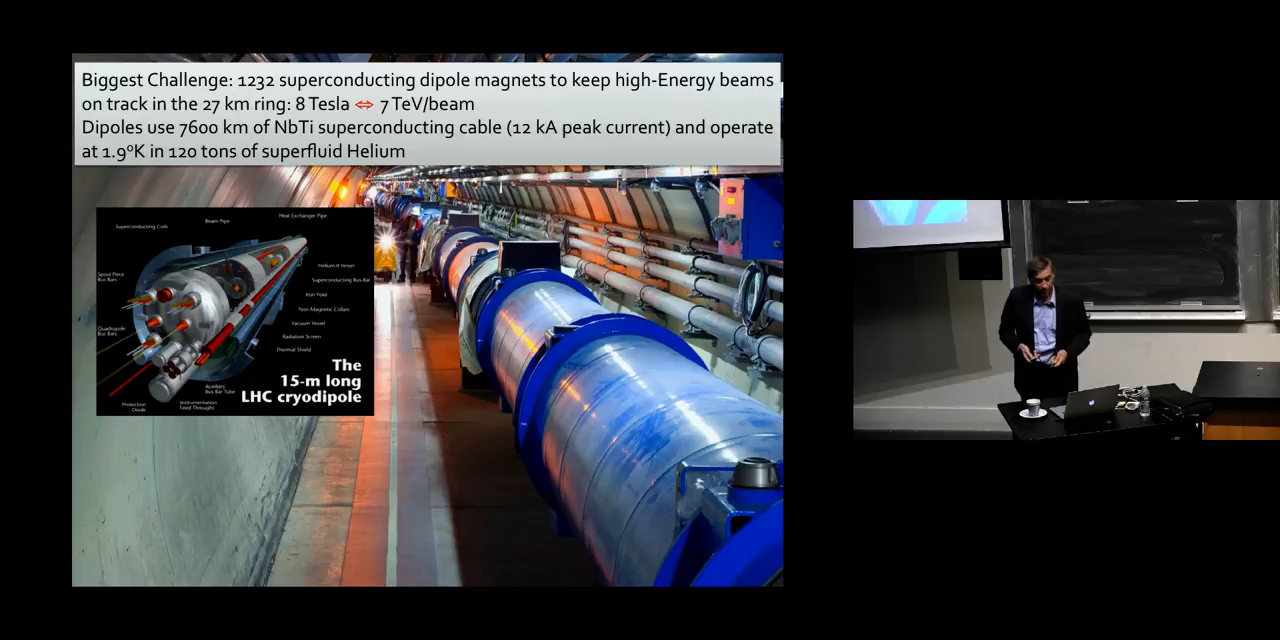 Biggest Challenge: 1232 superconducting dipole magnets to keep high-Energy beams
on track in the 27 km ring: 8 Tesla ⇔ 7 TeV/beam
Dipoles use 7600 km of NbTi superconducting cable (12 kA peak current) and operate
at 1.9°K in 120 tons of superfluid Helium
Heat Exchanger Pipe
Beam Pipe
Superconducting Coils
Helium-II Vessel
Spool Piece
Bus Bars
Superconducting Bus-Bar
Iron Yoke
Non-Magnetic Collars
Vacuum Vessel
Quadrupole
Bus Bars
Radiation Screen
Thermal Shield
The
15-m long
LHC cryodipole
Auxiliary
Bus Bar Tube
Protection
Diode
Instrumentation
Feed Throughs